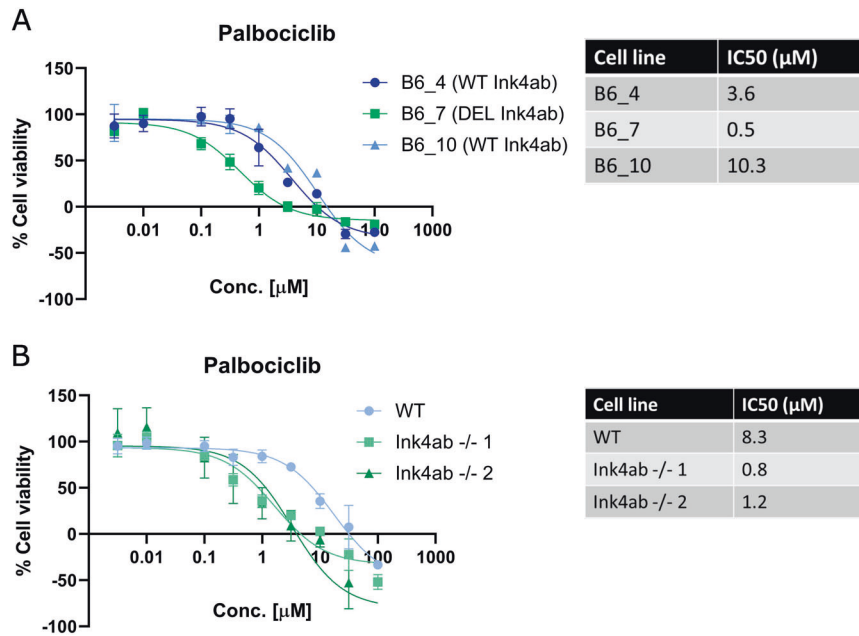 A
Palbociclib
150
100
50
0
-50
-100
% Cell viability
0.01 0.1 1 10 100 1000
Conc. [μM]
B6_4 (WT Ink4ab)
B6_7 (DEL Ink4ab)
B6_10 (WT Ink4ab)
Cell line IC50 (μM)
B6_4 3.6
B6_7 0.5
B6_10 10.3
B
Palbociclib
150
100
50
0
-50
-100
% Cell viability
0.01 0.1 1 10 100 1000
Conc. [μM]
WT
Ink4ab -/- 1
Ink4ab -/- 2
Cell line IC50 (μM)
WT 8.3
Ink4ab -/- 1 0.8
Ink4ab -/- 2 1.2